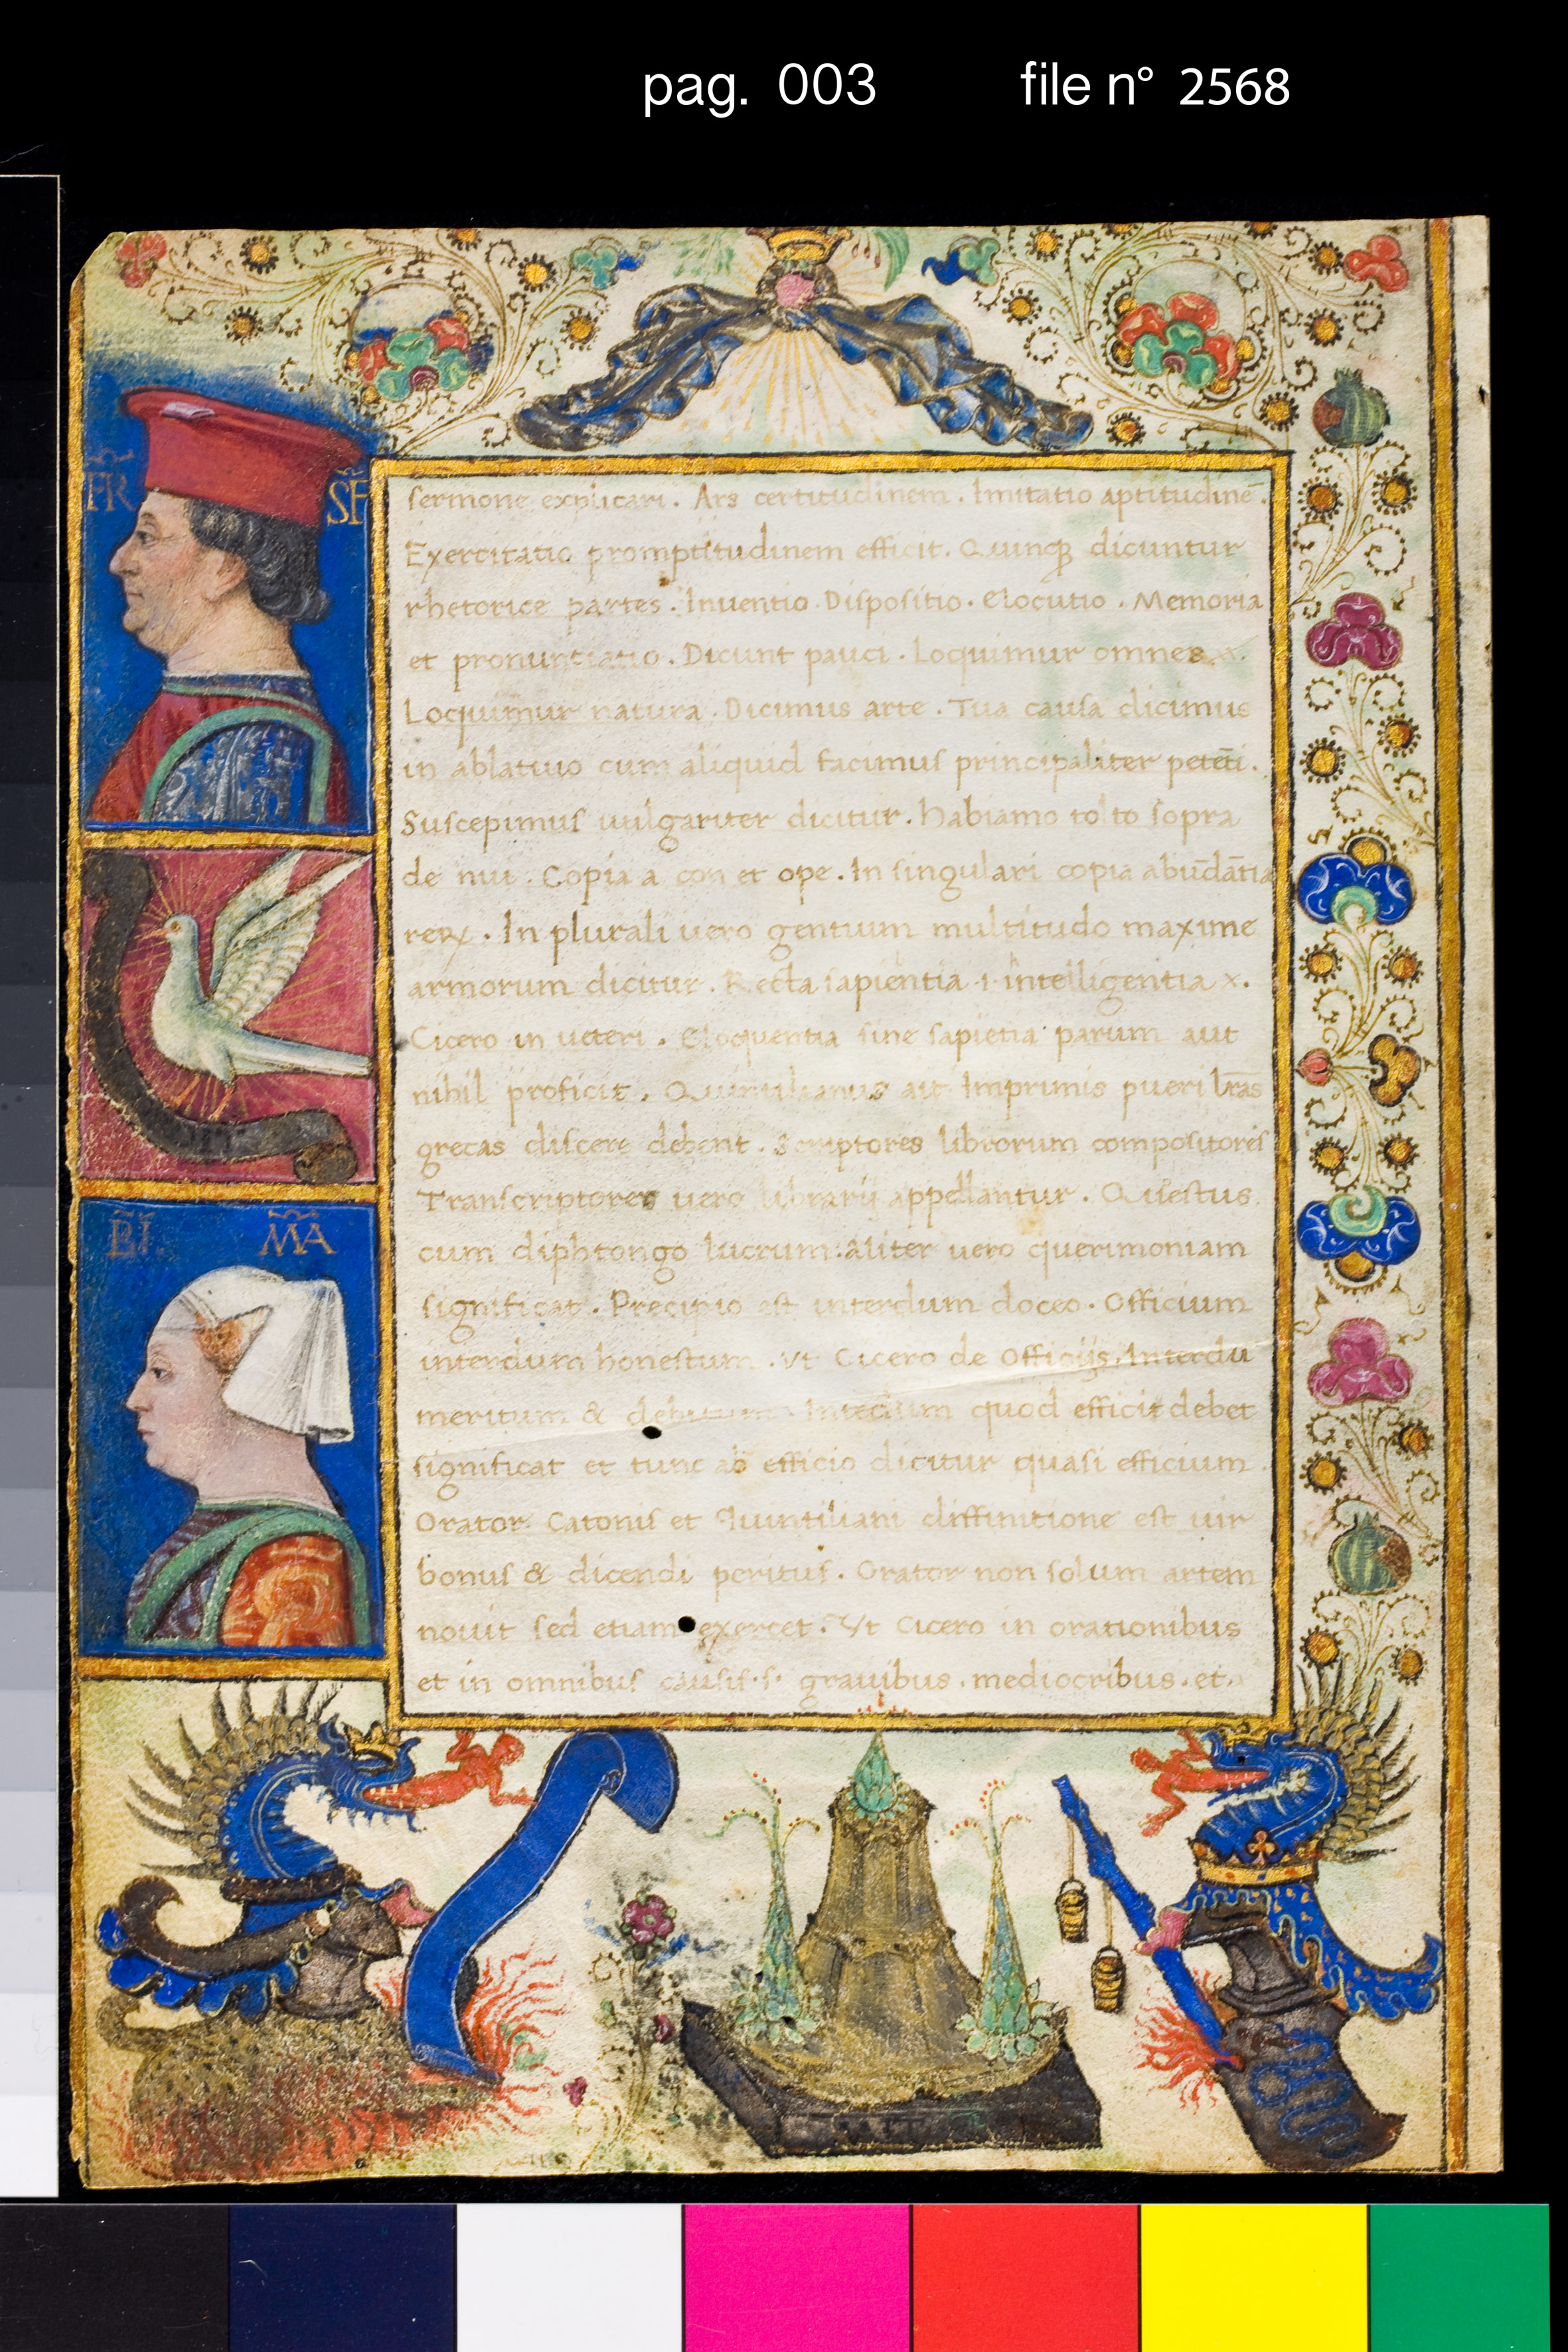 pag. 003 file n° 2568
FR SF
sermone explicari. Ars certitudinem. Imitatio aptitudinē.
Exercitatio promptitudinem efficit. Quinqꝫ dicuntur
rhetorice partes. Inuentio. Dispositio. Elocutio. Memoria
et pronuntiatio. Dicunt pauci. Loquimur omnes.
Loquimur natura. Dicimus arte. Tua causa dicimus
in ablatiuo cum aliquid facimus principaliter petēti.
Suscepimus uulgariter dicitur. habiamo tolto sopra
de nui. Copia a con et ope. In singulari copia abūdātia
reꝝ. In plurali uero gentium multitudo maxime
armorum dicitur. Recta sapientia .i. intelligentia x.
Cicero in ueteri. Eloquentia sine sapiētia parum aut
nihil proficit. Quintilianus ait Imprimis pueri lr̄as
grecas discere debent. Scriptores librorum compositores
Transcriptores uero librarii appellantur. Questus
cum diphtongo lucrum: aliter uero querimoniam
significat. Precipio est interdum doceo. Officium
interdum honestum. Vt Cicero de Officijs. Interdū
meritum & debitum. Interdum quod efficit debet
significat et tunc ab efficio dicitur quasi efficium.
Orator Catonis et Quintiliani diffinitione est uir
bonus & dicendi peritus. Orator non solum artem
nouit sed etiam exercet. Vt Cicero in orationibus
et in omnibus causis .s. grauibus. mediocribus. et
BĪ. M̄A